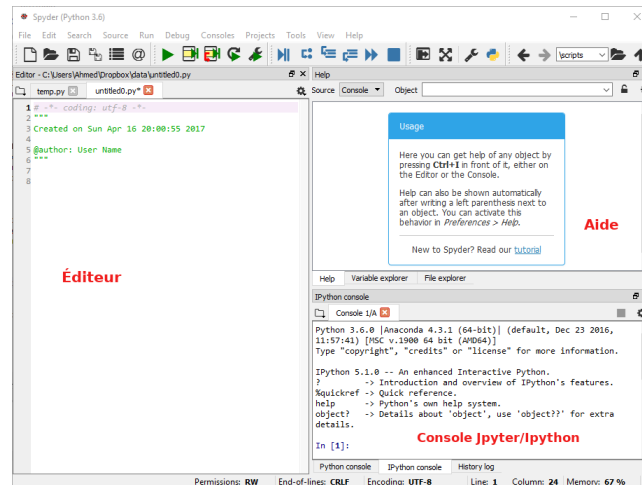 Spyder (Python 3.6)
File Edit Search Source Run Debug Consoles Projects Tools View Help
\scripts
Editor - C:\Users\Ahmed\Dropbox\data\untitled0.py
temp.py
untitled0.py*
1 # -*- coding: utf-8 -*-
2 """
3 Created on Sun Apr 16 20:00:55 2017
4
5 @author: User Name
6 """
7
8
Éditeur
Help
Source Console Object
Usage
Here you can get help of any object by
pressing Ctrl+I in front of it, either on
the Editor or the Console.
Help can also be shown automatically
after writing a left parenthesis next to
an object. You can activate this
behavior in Preferences > Help.
New to Spyder? Read our tutorial
Aide
Help Variable explorer File explorer
IPython console
Console 1/A
Python 3.6.0 |Anaconda 4.3.1 (64-bit)| (default, Dec 23 2016,
11:57:41) [MSC v.1900 64 bit (AMD64)]
Type "copyright", "credits" or "license" for more information.
IPython 5.1.0 -- An enhanced Interactive Python.
? -> Introduction and overview of IPython's features.
%quickref -> Quick reference.
help -> Python's own help system.
object? -> Details about 'object', use 'object??' for extra
details.
In [1]:
Console Jpyter/Ipython
Python console IPython console History log
Permissions: RW End-of-lines: CRLF Encoding: UTF-8 Line: 1 Column: 24 Memory: 67 %